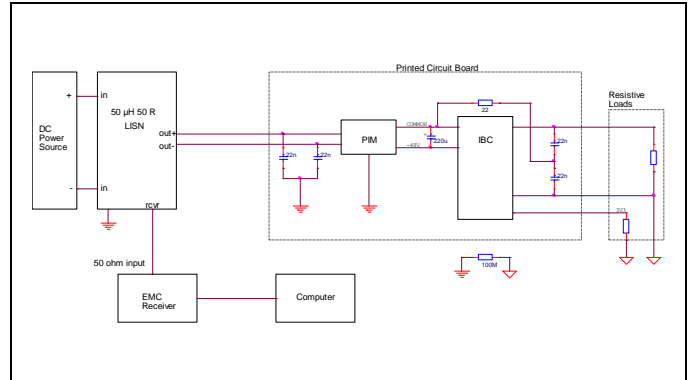 Printed Circuit Board
Resistive
Loads
+
in
50 µH 50 R
LISN
DC
Power
Source
out+
out-
-
in
rcvr
22n
22n
PIM
COMMON
-48V
220u
+
22
IBC
22n
22n
3V3
100M
50 ohm input
EMC
Receiver
Computer